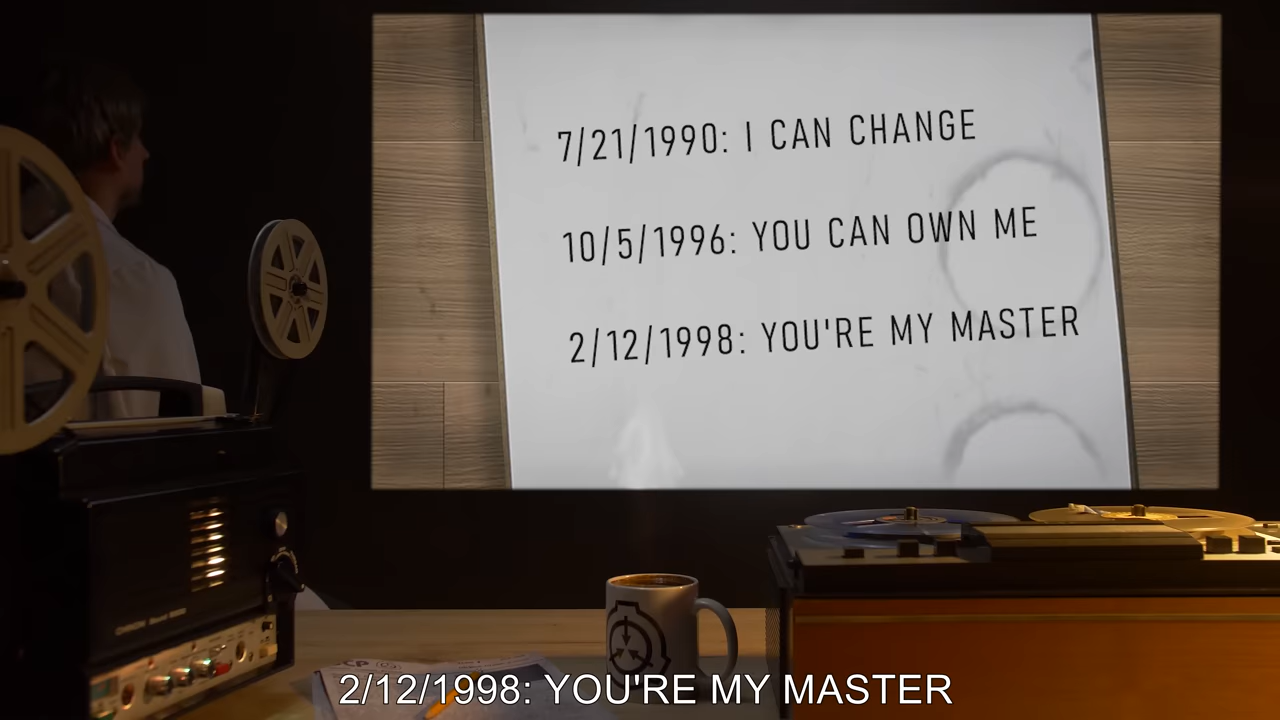 7/21/1990: I CAN CHANGE
10/5/1996: YOU CAN OWN ME
2/12/1998: YOU'RE MY MASTER
2/12/1998: YOU'RE MY MASTER